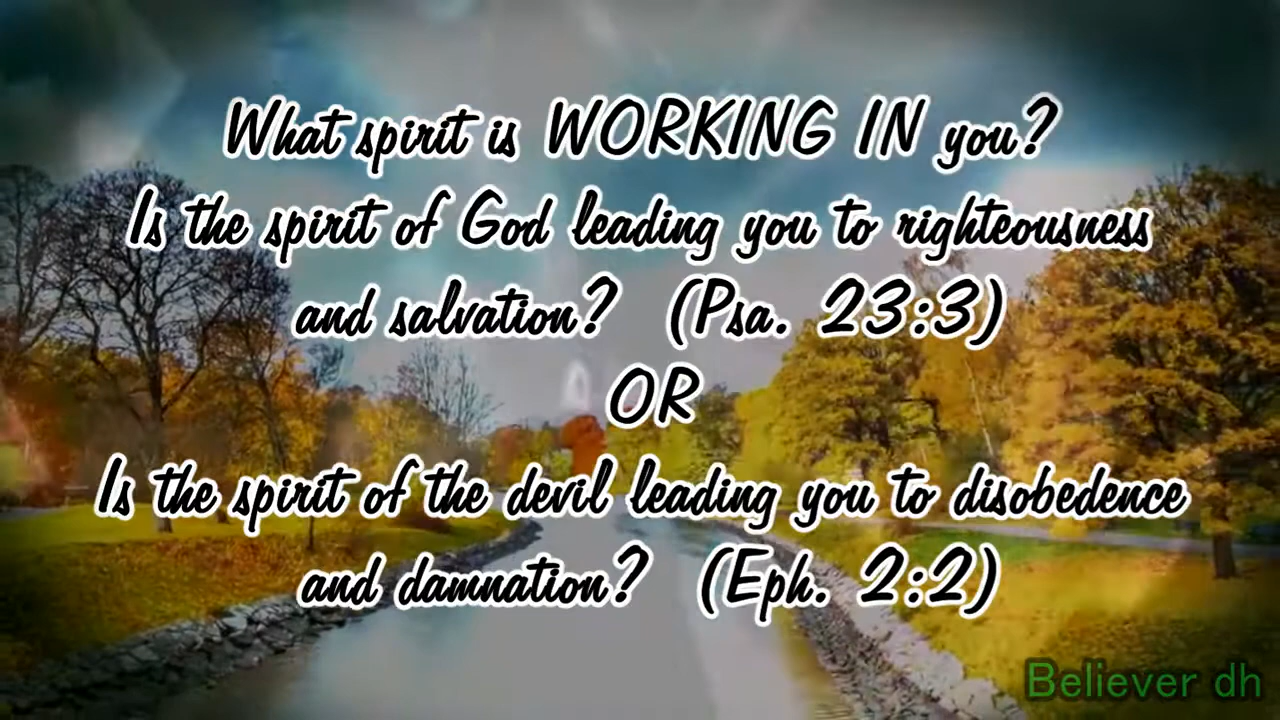 What spirit is WORKING IN you?
Is the spirit of God leading you to righteousness
and salvation? (Psa. 23:3)
OR
Is the spirit of the devil leading you to disobedence
and damnation? (Eph. 2:2)
Believer dh